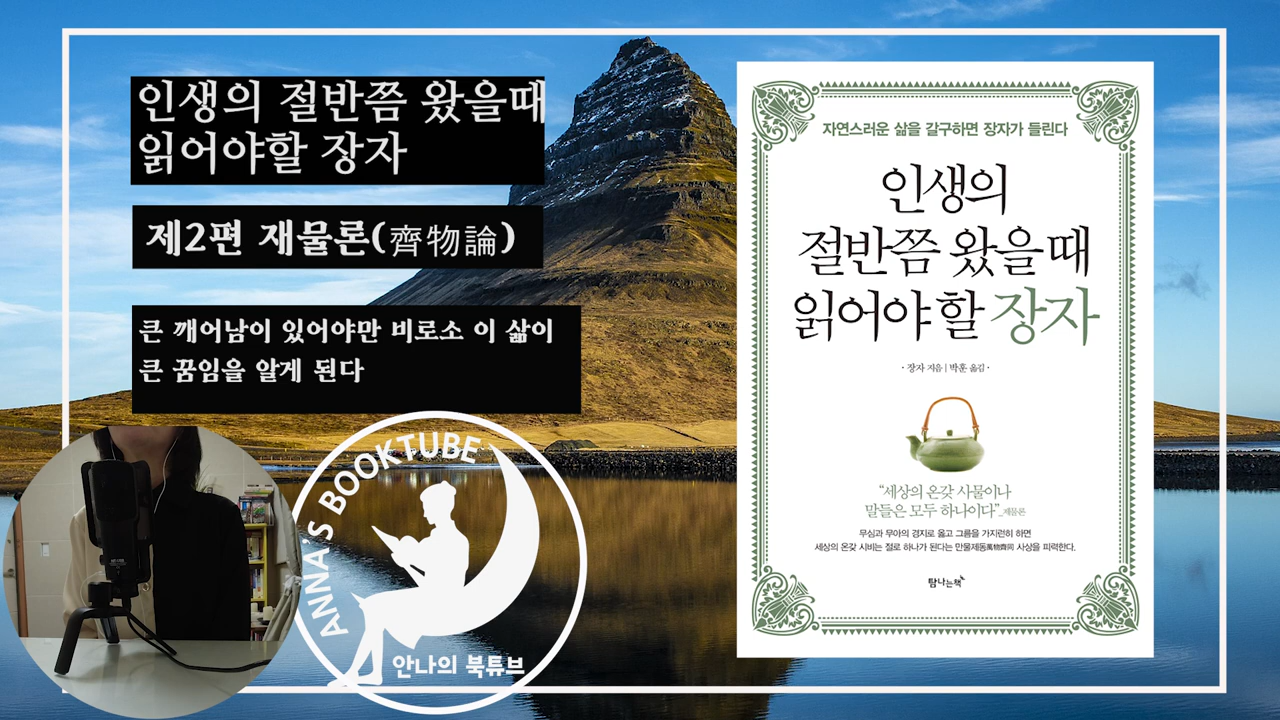 인생의 절반쯤 왔을때
읽어야할 장자
제2편 재물론(齊物論)
큰 깨어남이 있어야만 비로소 이 삶이
큰 꿈임을 알게 된다
ANNA'S BOOKTUBE
안나의 북튜브
자연스러운 삶을 갈구하면 장자가 들린다
인생의
절반쯤 왔을 때
읽어야 할 장자
· 장자 지음 | 박훈 옮김 ·
“세상의 온갖 사물이나
말들은 모두 하나이다”_제물론
무심과 무아의 경지로 옳고 그름을 가지런히 하면
세상의 온갖 시비는 절로 하나가 된다는 만물제동萬物齊同 사상을 피력한다.
탐나는책